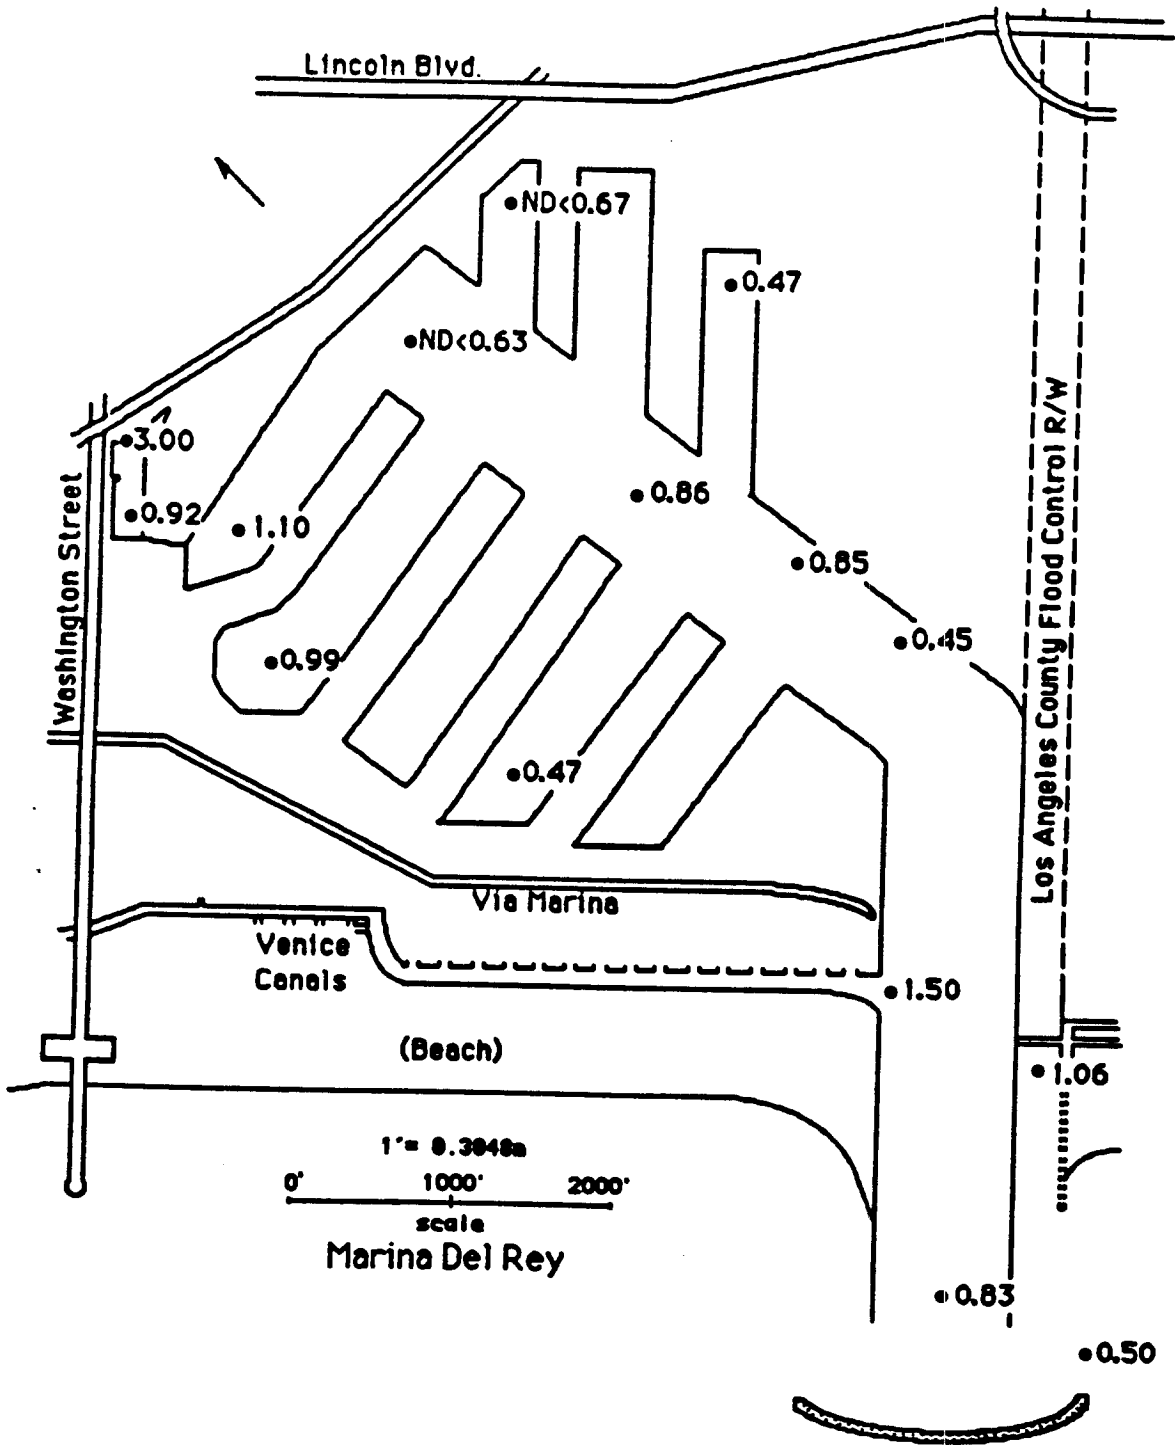 Lincoln Blvd.
ND<0.67
0.47
ND<0.63
3.00
0.86
0.92
1.10
0.85
0.45
0.99
0.47
Washington Street
Los Angeles County Flood Control R/W
Via Marina
Venice
Canals
1.50
(Beach)
1.06
1'= 0.3048m
0' 1000' 2000'
scale
Marina Del Rey
0.83
0.50